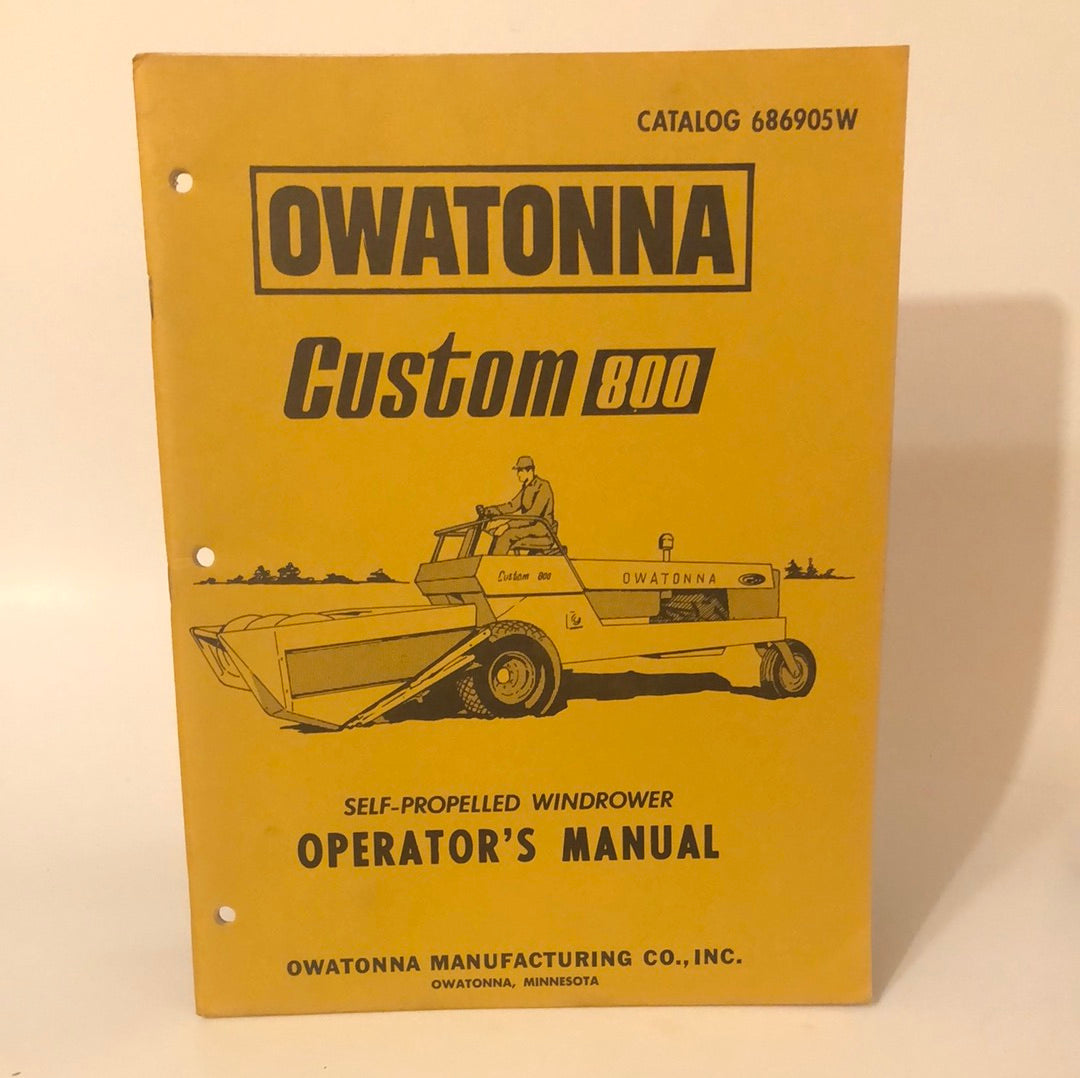 CATALOG 686905W
OWATONNA
Custom 800
Custom 800
OWATONNA
SELF-PROPELLED WINDROWER
OPERATOR'S MANUAL
OWATONNA MANUFACTURING CO., INC.
OWATONNA, MINNESOTA